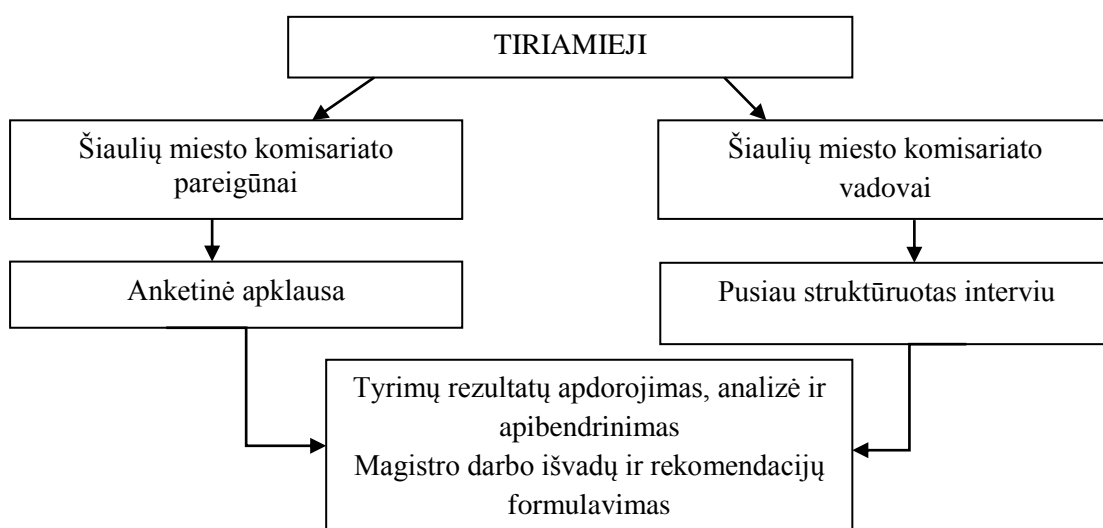 TIRIAMIEJI
Šiaulių miesto komisariato
pareigūnai
Šiaulių miesto komisariato
vadovai
Anketinė apklausa
Pusiau struktūruotas interviu
Tyrimų rezultatų apdorojimas, analizė ir
apibendrinimas
Magistro darbo išvadų ir rekomendacijų
formulavimas